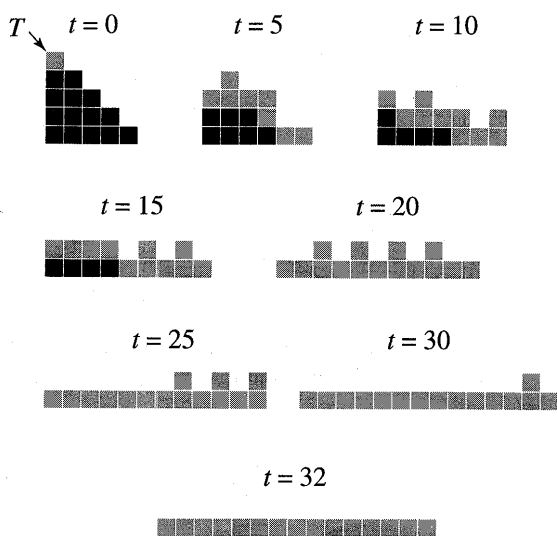 T t = 0 t = 5 t = 10
t = 15 t = 20
t = 25 t = 30
t = 32